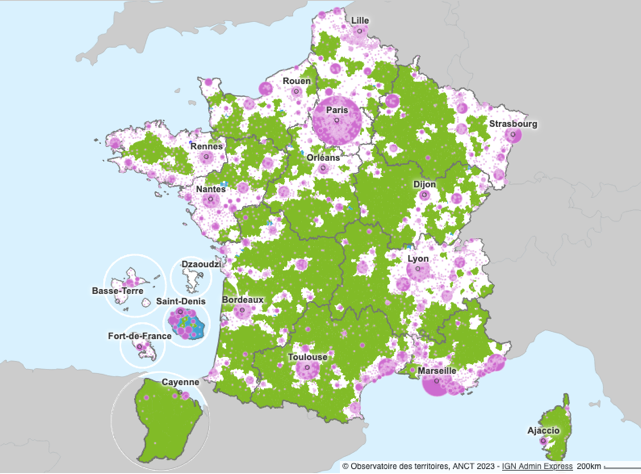 Lille
Rouen
Paris
Strasbourg
Rennes
Orléans
Nantes
Dijon
Dzaoudzi
Lyon
Basse-Terre
Saint-Denis
Bordeaux
Fort-de-France
Toulouse
Marseille
Cayenne
Ajaccio
© Observatoire des territoires, ANCT 2023 - IGN Admin Express 200km